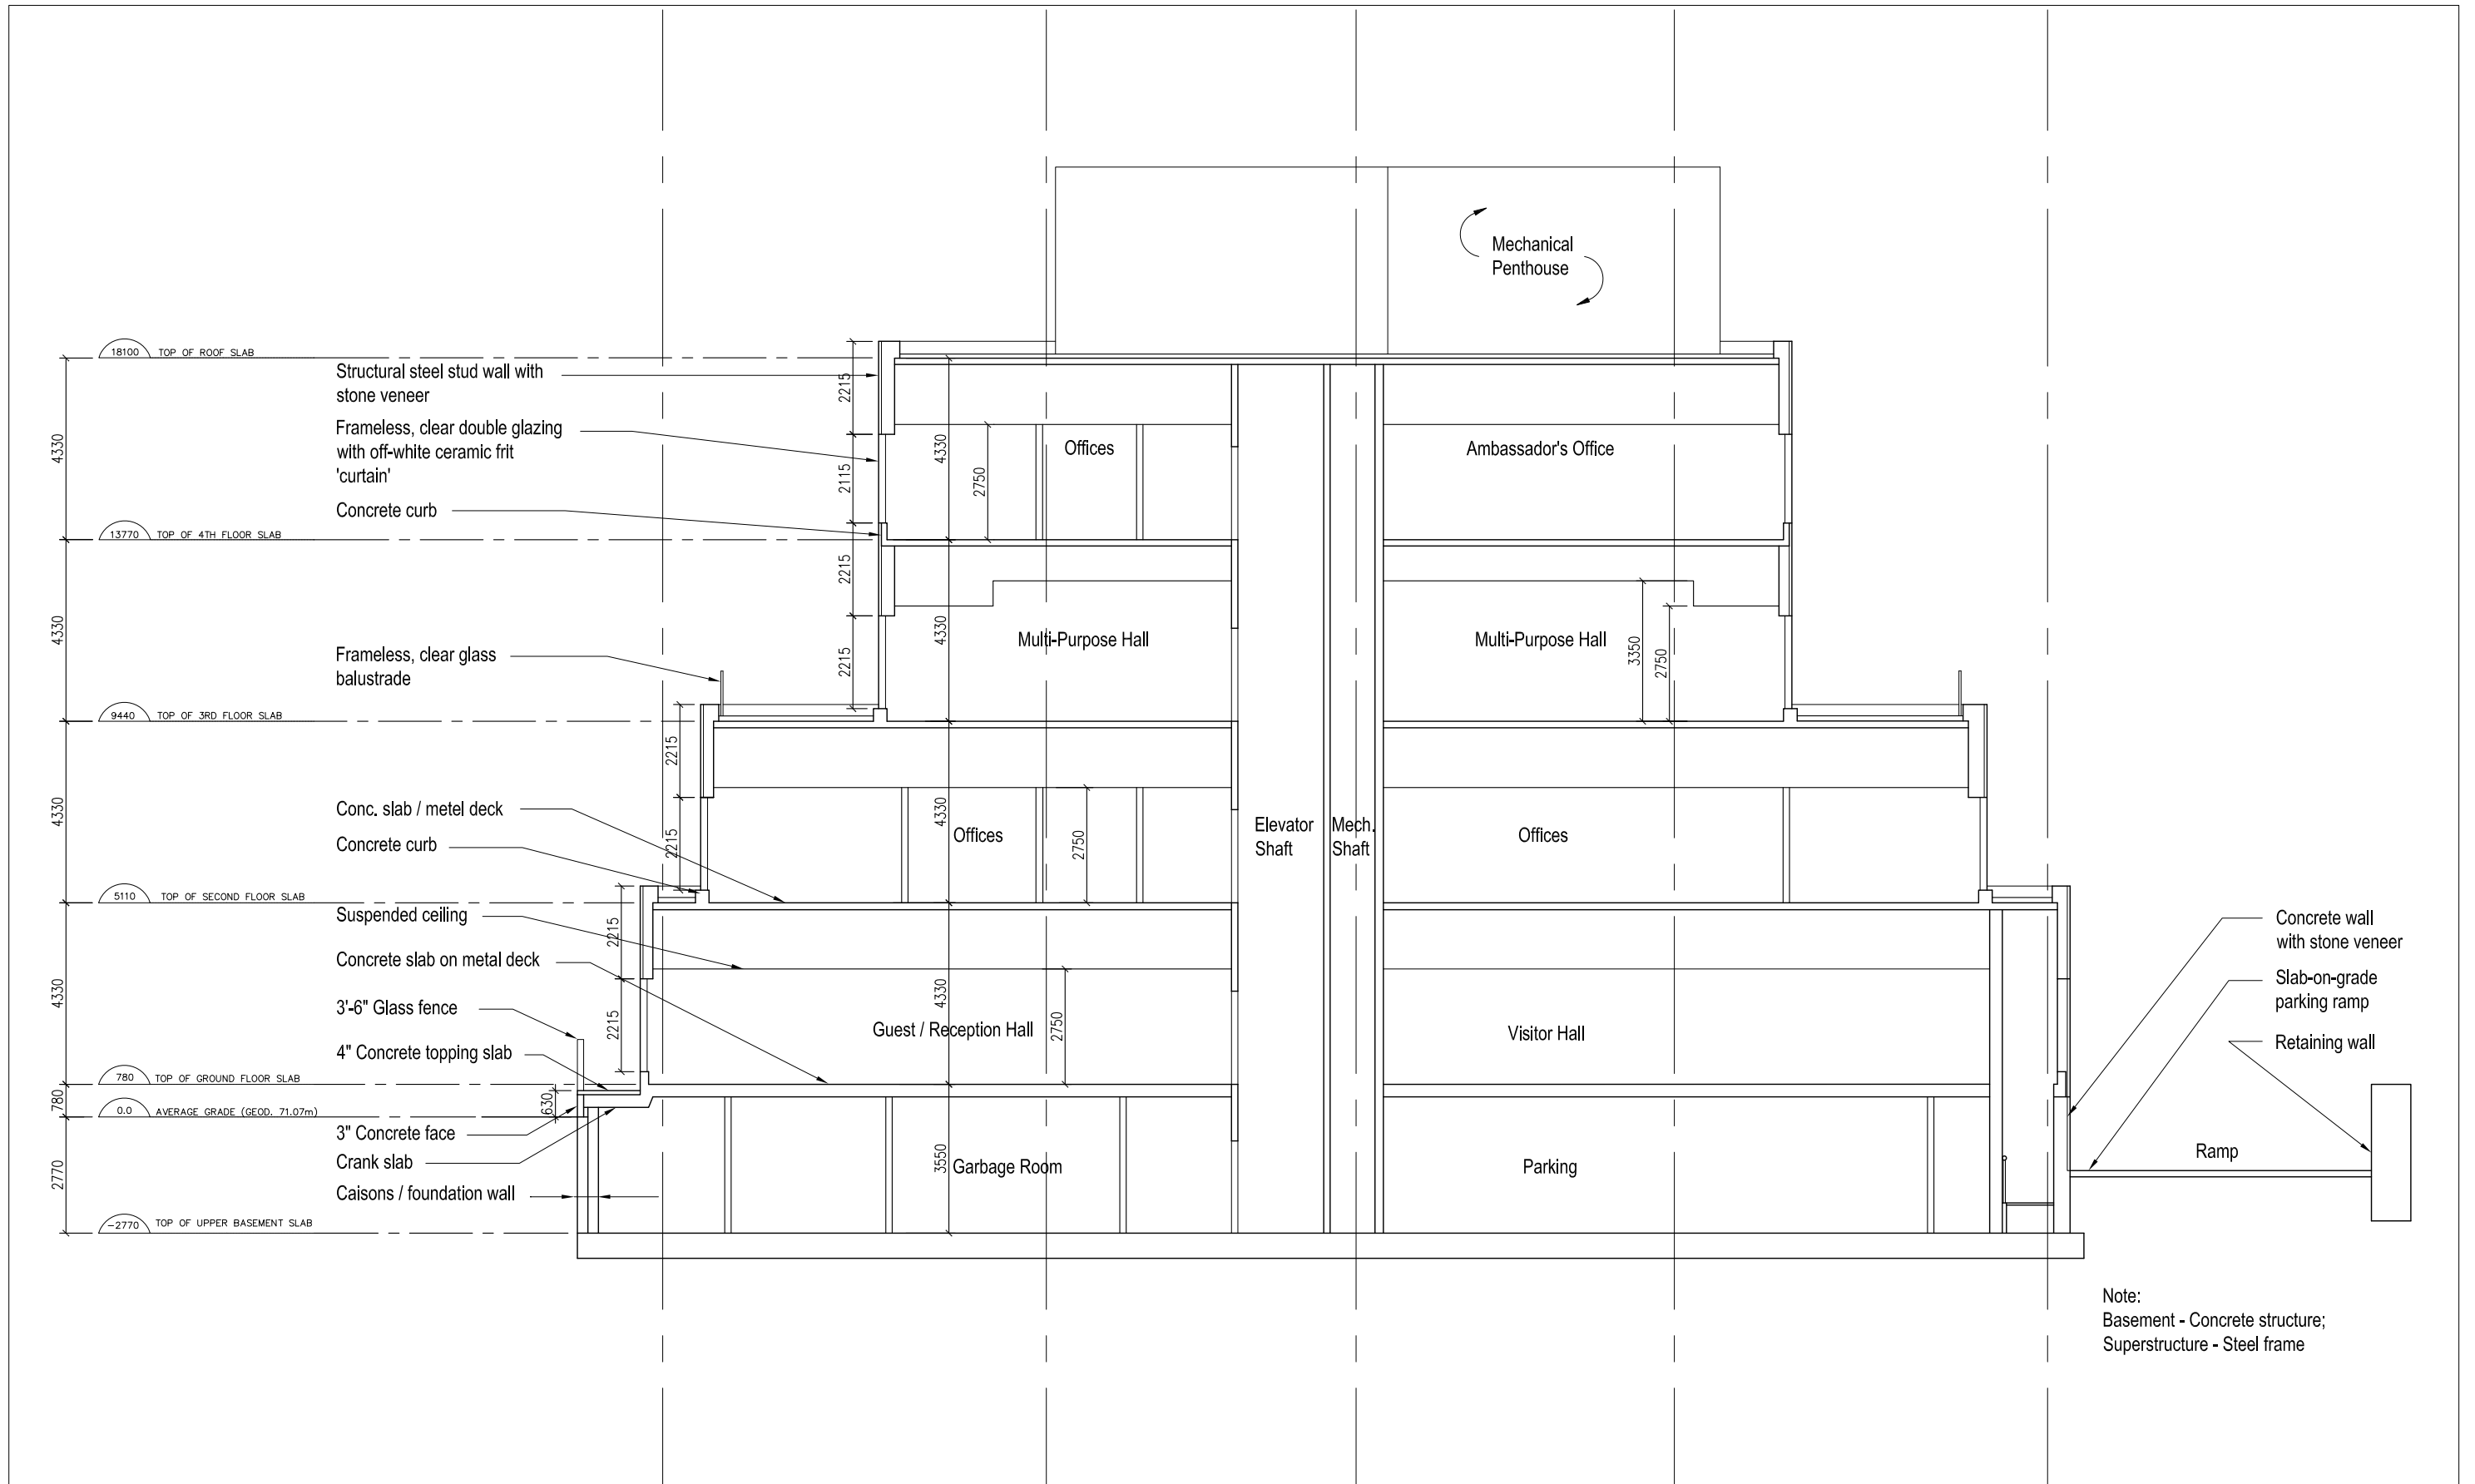 Mechanical
Penthouse
18100 TOP OF ROOF SLAB
Structural steel stud wall with
stone veneer
2215
Frameless, clear double glazing
with off-white ceramic frit
'curtain'
4330
2115
4330
2750
Offices
Ambassador's Office
Concrete curb
13770 TOP OF 4TH FLOOR SLAB
2215
4330
4330
Multi-Purpose Hall
Multi-Purpose Hall
3350
2750
2215
Frameless, clear glass
balustrade
9440 TOP OF 3RD FLOOR SLAB
2215
4330
Conc. slab / metel deck
4330
2215
2750
Offices
Elevator
Shaft
Mech.
Shaft
Offices
Concrete curb
5110 TOP OF SECOND FLOOR SLAB
Suspended ceiling
2215
Concrete slab on metal deck
4330
4330
3'-6" Glass fence
2215
Guest / Reception Hall
2750
Visitor Hall
4" Concrete topping slab
780 TOP OF GROUND FLOOR SLAB
780
630
0.0 AVERAGE GRADE (GEOD. 71.07m)
3" Concrete face
Crank slab
2770
3550
Garbage Room
Parking
Caisons / foundation wall
-2770 TOP OF UPPER BASEMENT SLAB
Concrete wall
with stone veneer
Slab-on-grade
parking ramp
Retaining wall
Ramp
Note:
Basement - Concrete structure;
Superstructure - Steel frame